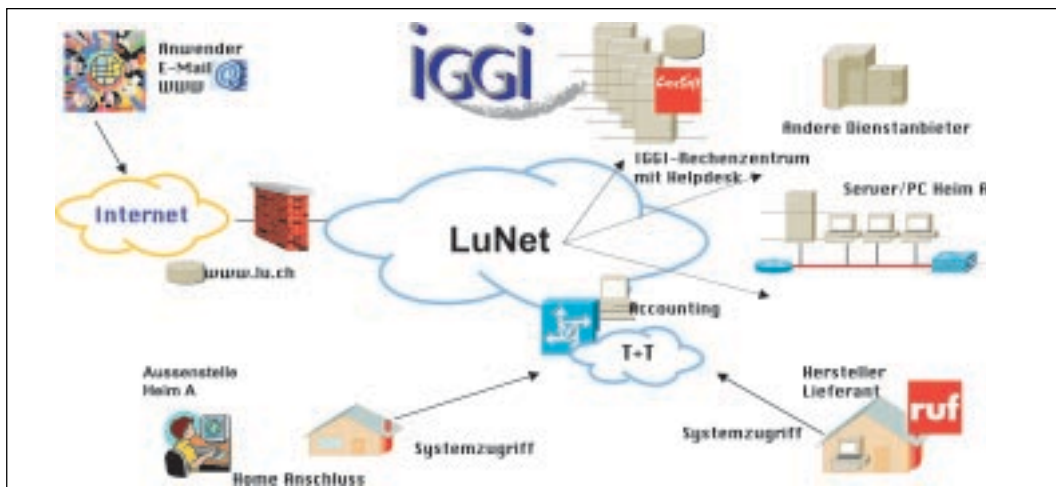 Anwender
E-Mail
WWW
iGGi
CareSoft
Andere Dienstanbieter
IGGI-Rechenzentrum
mit Helpdesk
Server/PC Heim A
Internet
LuNet
www.lu.ch
Accounting
T+T
Aussenstelle
Heim A
Hersteller
Lieferant
ruf
Systemzugriff
Systemzugriff
Home Anschluss